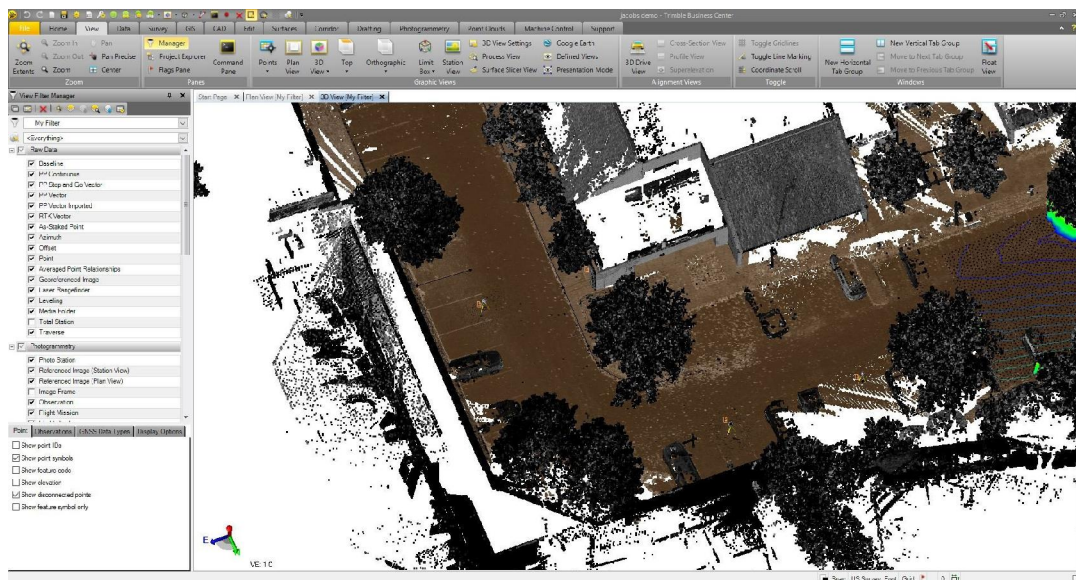 jacobs demo - Trimble Business Center
File Home View Data Survey GIS CAD Edit Surfaces Corridor Drafting Photogrammetry Point Clouds Machine Control Support
Zoom Extents
Zoom In
Zoom Out
Zoom
Pan
Pan Precise
Center
Zoom
Manager
Project Explorer
Flags Pane
Command Pane
Panes
Points
Plan View
3D View
Top
Orthographic
Limit Box
Station View
3D View Settings
Process View
Surface Slicer View
Google Earth
Defined Views
Presentation Mode
Graphic Views
3D Drive View
Cross-Section View
Profile View
Superelevation
Alignment Views
Toggle Gridlines
Toggle Line Marking
Coordinate Scroll
Toggle
New Horizontal Tab Group
New Vertical Tab Group
Move to Next Tab Group
Move to Previous Tab Group
Float View
Windows
View Filter Manager
Start Page
Plan View [My Filter]
3D View [My Filter]
My Filter
<Everything>
Raw Data
Baseline
PP Continuous
PP Stop and Go Vector
PP Vector
PP Vector Imported
RTK Vector
As-Staked Point
Azimuth
Offset
Point
Averaged Point Relationships
Georeferenced Image
Laser Rangefinder
Leveling
Media Folder
Total Station
Traverse
Photogrammetry
Photo Station
Referenced Image (Station View)
Referenced Image (Plan View)
Image Frame
Observation
Flight Mission
Point Observations GNSS Data Types Display Options
Show point IDs
Show point symbols
Show feature code
Show elevation
Show disconnected points
Show feature symbol only
E
VE: 1.0
Snap US Survey Foot Grid